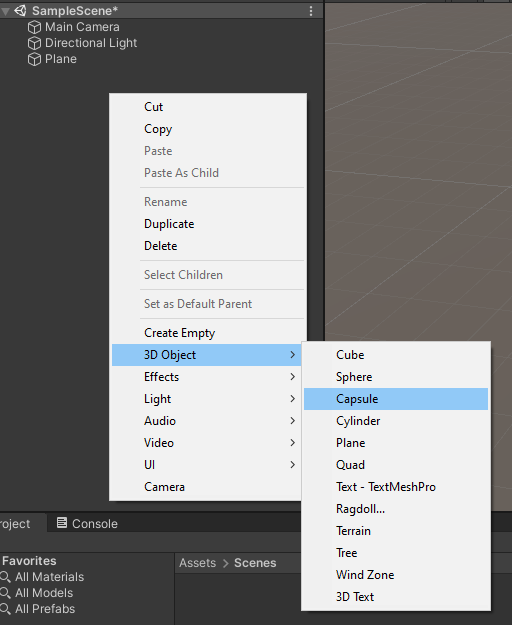 SampleScene*
Main Camera
Directional Light
Plane
Cut
Copy
Paste
Paste As Child
Rename
Duplicate
Delete
Select Children
Set as Default Parent
Create Empty
3D Object
Effects
Light
Audio
Video
UI
Camera
Cube
Sphere
Capsule
Cylinder
Plane
Quad
Text - TextMeshPro
Ragdoll...
Terrain
Tree
Wind Zone
3D Text
roject Console
Favorites
All Materials
All Models
All Prefabs
Assets > Scenes